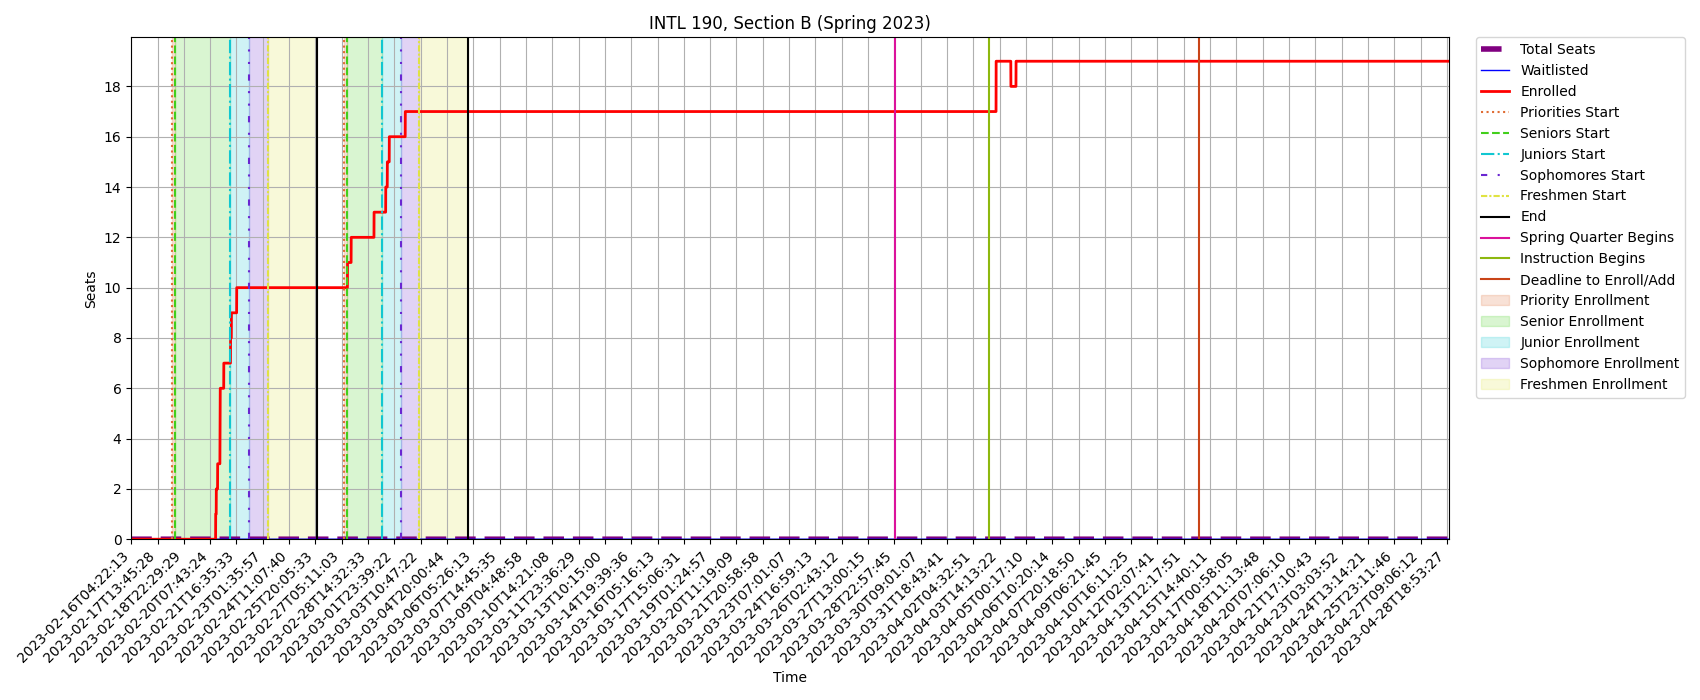 INTL 190, Section B (Spring 2023)
Seats
18
16
14
12
10
8
6
4
2
0
2023-02-16T04:22:13
2023-02-17T13:45:28
2023-02-18T22:29:29
2023-02-20T07:43:24
2023-02-21T16:35:33
2023-02-23T01:35:57
2023-02-24T11:07:40
2023-02-25T20:05:33
2023-02-27T05:11:03
2023-02-28T14:32:33
2023-03-01T23:39:22
2023-03-03T10:47:22
2023-03-04T20:00:44
2023-03-06T05:26:13
2023-03-07T14:45:35
2023-03-09T04:48:58
2023-03-10T14:21:08
2023-03-11T23:36:29
2023-03-13T10:15:00
2023-03-14T19:39:36
2023-03-16T05:16:13
2023-03-17T15:06:31
2023-03-19T01:24:57
2023-03-20T11:19:09
2023-03-21T20:58:58
2023-03-23T07:01:07
2023-03-24T16:59:13
2023-03-26T02:43:12
2023-03-27T13:00:15
2023-03-28T22:57:45
2023-03-30T09:01:07
2023-03-31T18:43:41
2023-04-02T04:32:51
2023-04-03T14:13:22
2023-04-05T00:17:10
2023-04-06T10:20:14
2023-04-07T20:18:50
2023-04-09T06:21:45
2023-04-10T16:11:25
2023-04-12T02:07:41
2023-04-13T12:17:51
2023-04-15T14:40:11
2023-04-17T00:58:05
2023-04-18T11:13:48
2023-04-20T07:06:10
2023-04-21T17:10:43
2023-04-23T03:03:52
2023-04-24T13:14:21
2023-04-25T23:11:46
2023-04-27T09:06:12
2023-04-28T18:53:27
Time
Total Seats
Waitlisted
Enrolled
Priorities Start
Seniors Start
Juniors Start
Sophomores Start
Freshmen Start
End
Spring Quarter Begins
Instruction Begins
Deadline to Enroll/Add
Priority Enrollment
Senior Enrollment
Junior Enrollment
Sophomore Enrollment
Freshmen Enrollment